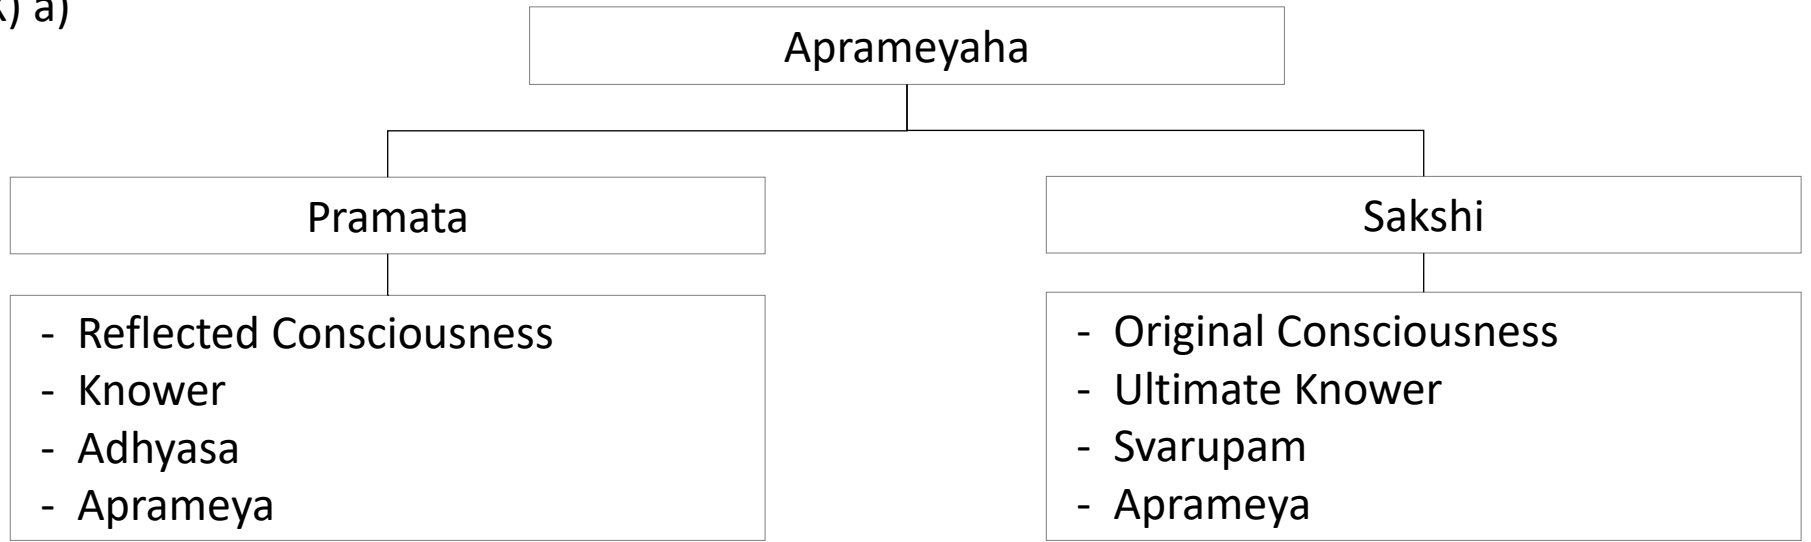 ) a)
Aprameyaha
Pramata
Sakshi
- Reflected Consciousness
- Knower
- Adhyasa
- Aprameya
- Original Consciousness
- Ultimate Knower
- Svarupam
- Aprameya